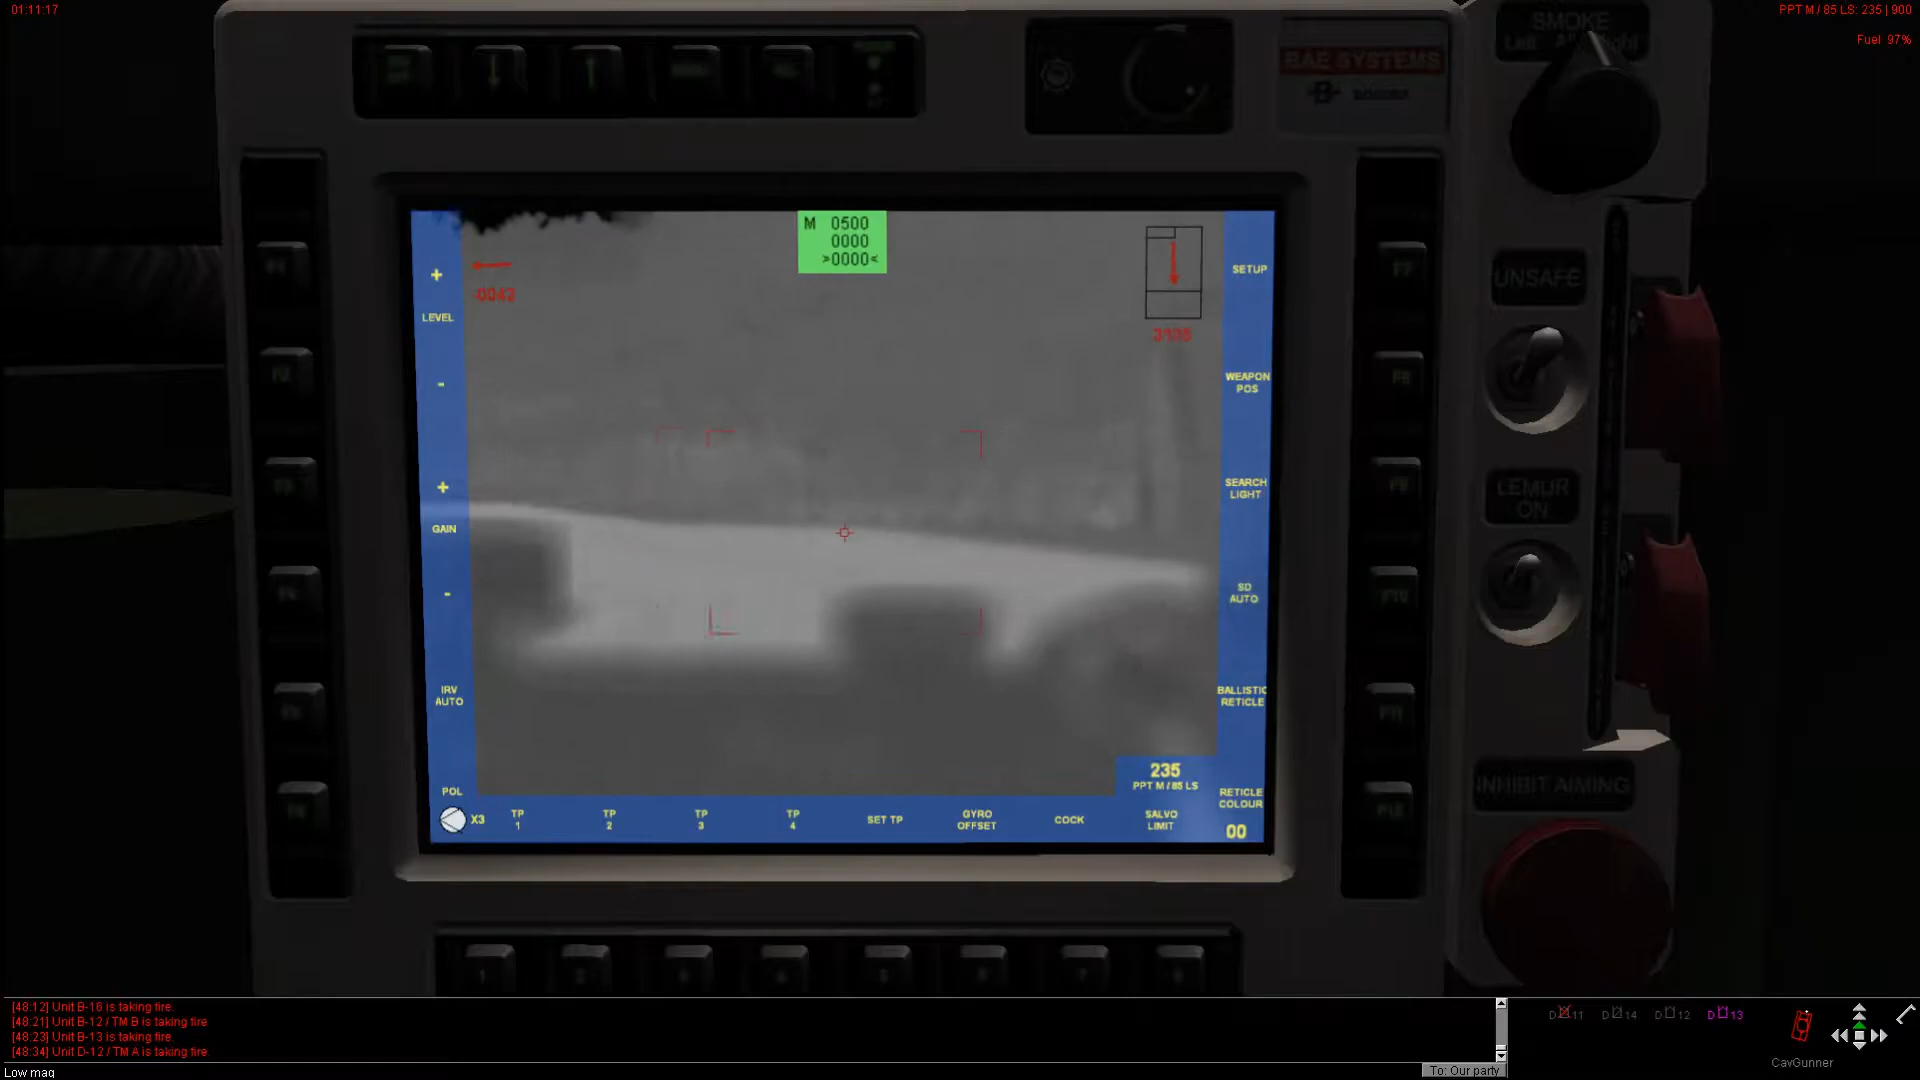 01:11:17
PPT M / 85 LS: 235 | 900
Fuel 97%
BAE SYSTEMS
SMOKE
Left All Right
M 0500
0000
>0000<
+
LEVEL
-
+
GAIN
-
IRV
AUTO
POL
X3
SETUP
WEAPON
POS
SEARCH
LIGHT
SD
AUTO
BALLISTIC
RETICLE
RETICLE
COLOUR
00
235
PPT M / 85 LS
TP
1
TP
2
TP
3
TP
4
SET TP
GYRO
OFFSET
COCK
SALVO
LIMIT
UNSAFE
LEMUR
ON
INHIBIT AIMING
[48:12] Unit B-16 is taking fire.
[48:21] Unit B-12 / TM B is taking fire
[48:23] Unit B-13 is taking fire.
[48:34] Unit D-12 / TM A is taking fire
Low mag
To: Our party
D 11
D 14
D 12
D 13
CavGunner